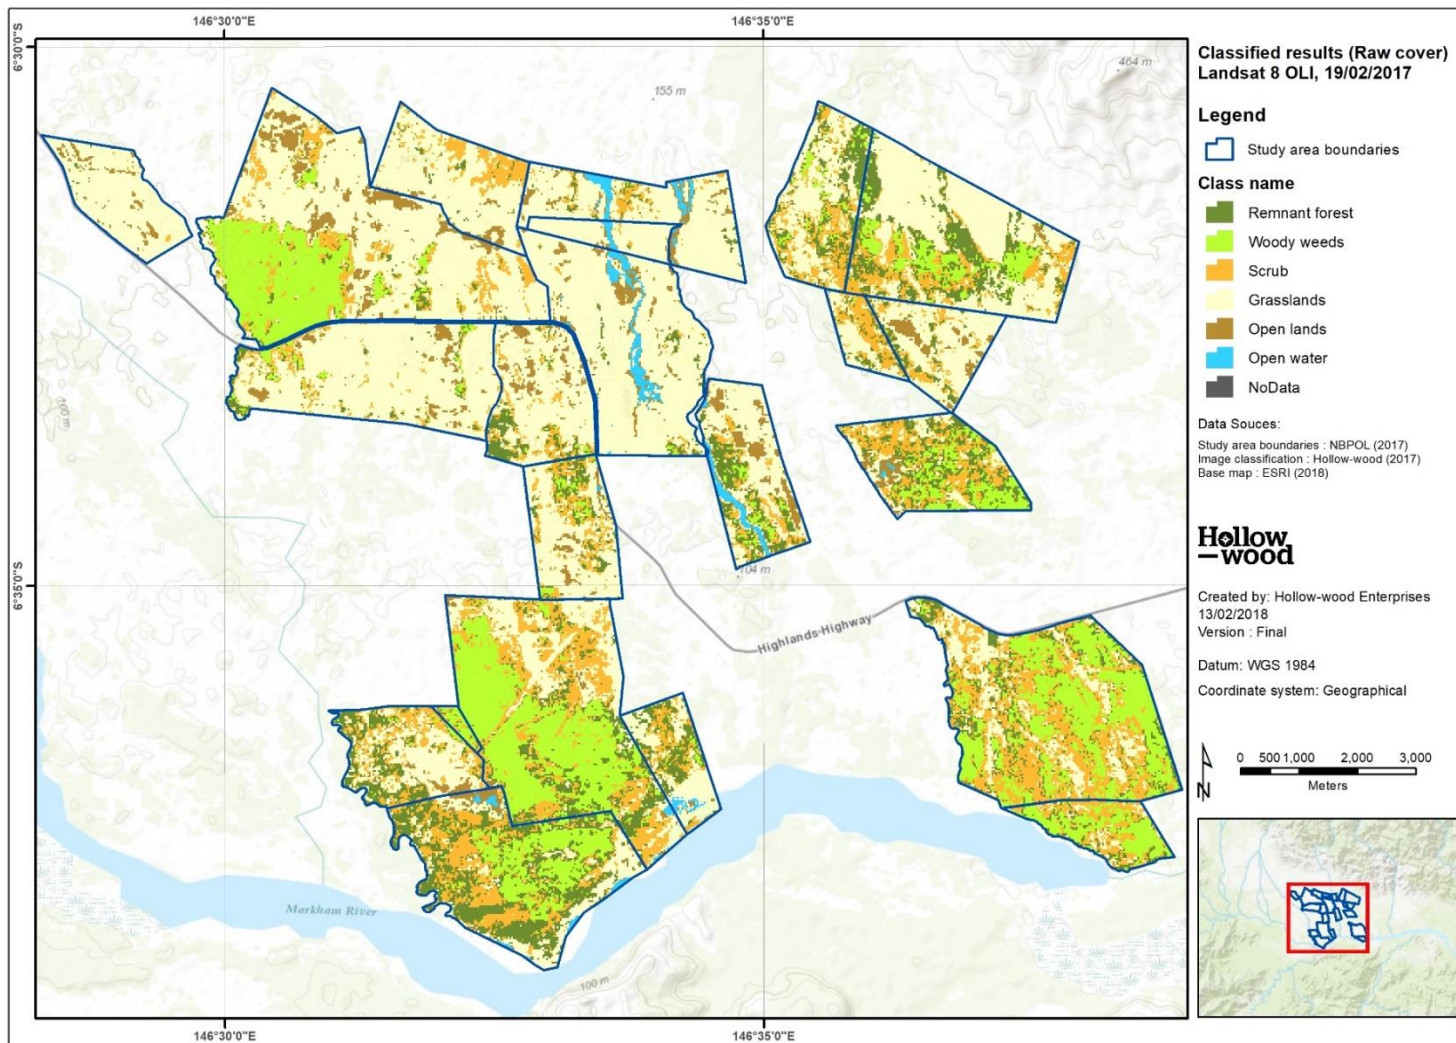 146°30'0"E
146°35'0"E
6°30'0"S
464 m
155 m
100 m
6°35'0"S
104 m
Highlands-Highway
Markham River
100 m
146°30'0"E
146°35'0"E
Classified results (Raw cover)
Landsat 8 OLI, 19/02/2017
Legend
Study area boundaries
Class name
Remnant forest
Woody weeds
Scrub
Grasslands
Open lands
Open water
NoData
Data Souces:
Study area boundaries : NBPOL (2017)
Image classification : Hollow-wood (2017)
Base map : ESRI (2018)
Hollow
—wood
Created by: Hollow-wood Enterprises
13/02/2018
Version : Final
Datum: WGS 1984
Coordinate system: Geographical
N
0 500 1,000 2,000 3,000
Meters